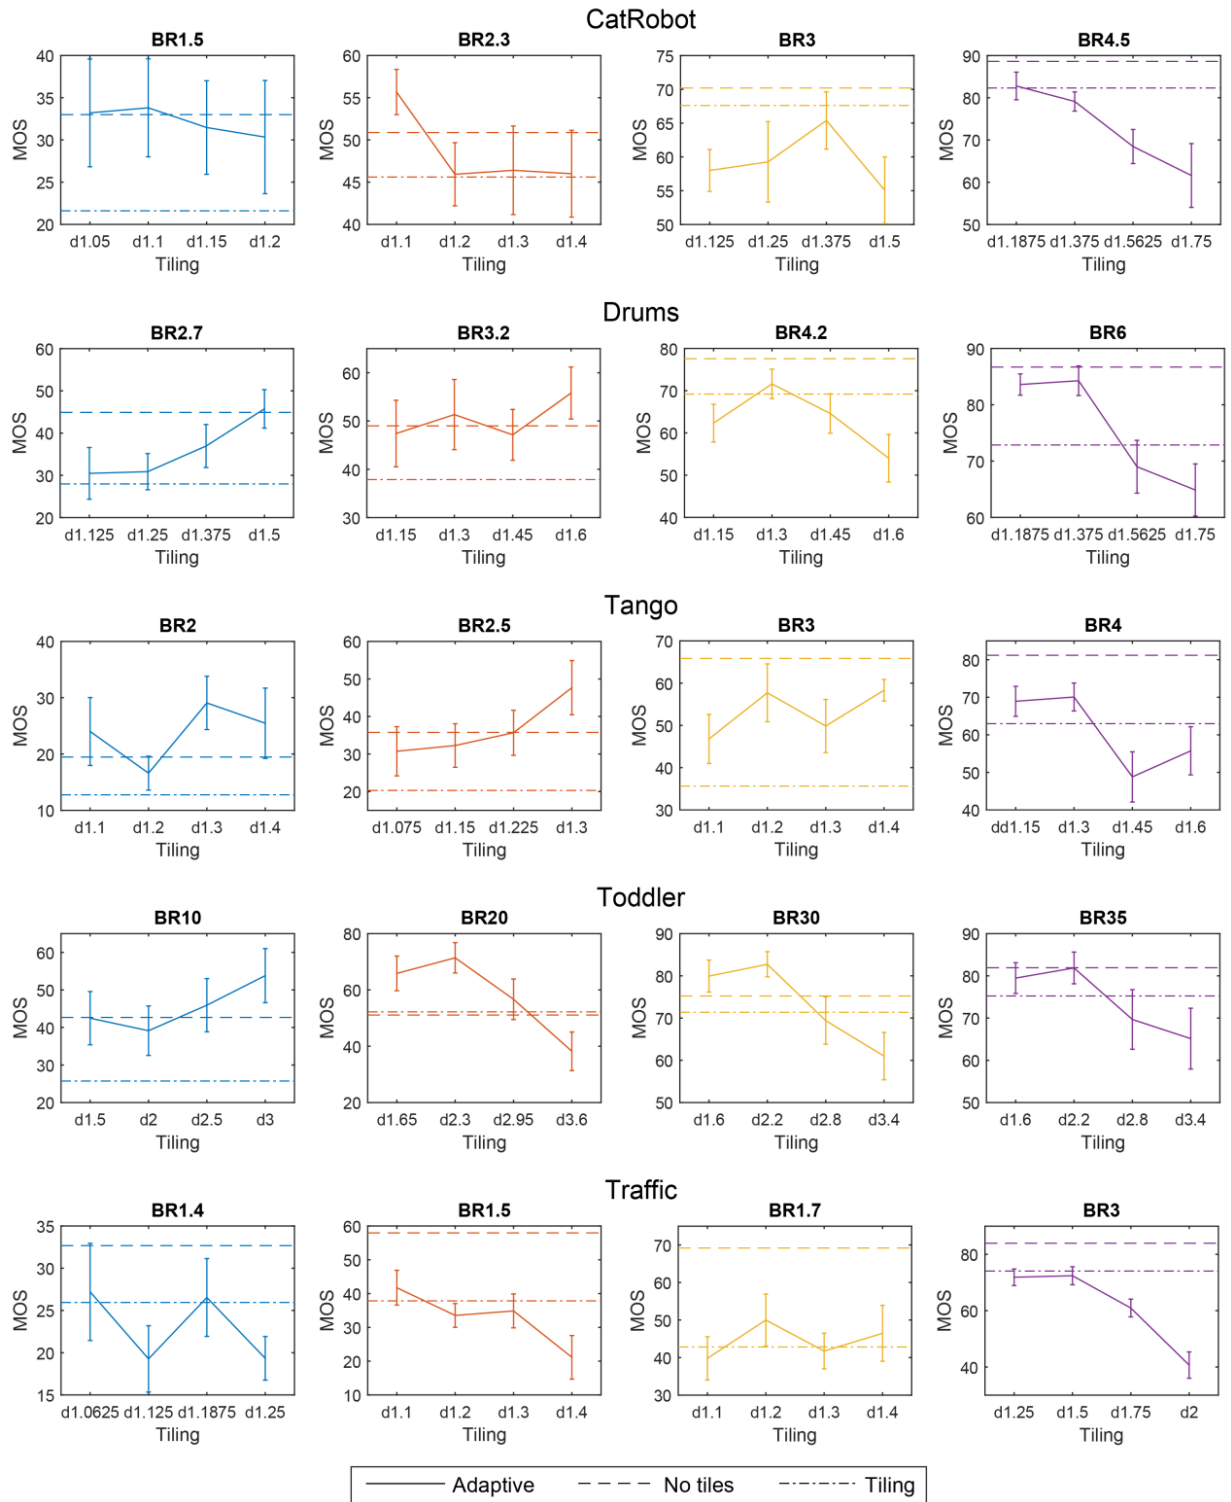 CatRobot
BR1.5 BR2.3 BR3 BR4.5
40 60 75 90
35 55 70 80
30 50 65 70
25 45 60 60
20 40 55 50
50
MOS MOS MOS MOS
d1.05 d1.1 d1.15 d1.2 d1.1 d1.2 d1.3 d1.4 d1.125 d1.25 d1.375 d1.5 d1.1875 d1.375 d1.5625 d1.75
Tiling Tiling Tiling Tiling
Drums
BR2.7 BR3.2 BR4.2 BR6
60 60 80 90
50 50 70 80
40 40 60 70
30 30 50 60
20 40
MOS MOS MOS MOS
d1.125 d1.25 d1.375 d1.5 d1.15 d1.3 d1.45 d1.6 d1.15 d1.3 d1.45 d1.6 d1.1875 d1.375 d1.5625 d1.75
Tiling Tiling Tiling Tiling
Tango
BR2 BR2.5 BR3 BR4
40 60 70 80
30 50 60 70
20 40 50 60
10 30 40 50
20 30 40
MOS MOS MOS MOS
d1.1 d1.2 d1.3 d1.4 d1.075 d1.15 d1.225 d1.3 d1.1 d1.2 d1.3 d1.4 dd1.15 d1.3 d1.45 d1.6
Tiling Tiling Tiling Tiling
Toddler
BR10 BR20 BR30 BR35
60 80 90 90
50 60 80 80
40 40 70 70
30 20 60 60
20 50 50
MOS MOS MOS MOS
d1.5 d2 d2.5 d3 d1.65 d2.3 d2.95 d3.6 d1.6 d2.2 d2.8 d3.4 d1.6 d2.2 d2.8 d3.4
Tiling Tiling Tiling Tiling
Traffic
BR1.4 BR1.5 BR1.7 BR3
35 60 70 80
30 50 60 60
25 40 50 40
20 30 40
15 20 30
10
MOS MOS MOS MOS
d1.0625 d1.125 d1.1875 d1.25 d1.1 d1.2 d1.3 d1.4 d1.1 d1.2 d1.3 d1.4 d1.25 d1.5 d1.75 d2
Tiling Tiling Tiling Tiling
Adaptive No tiles Tiling